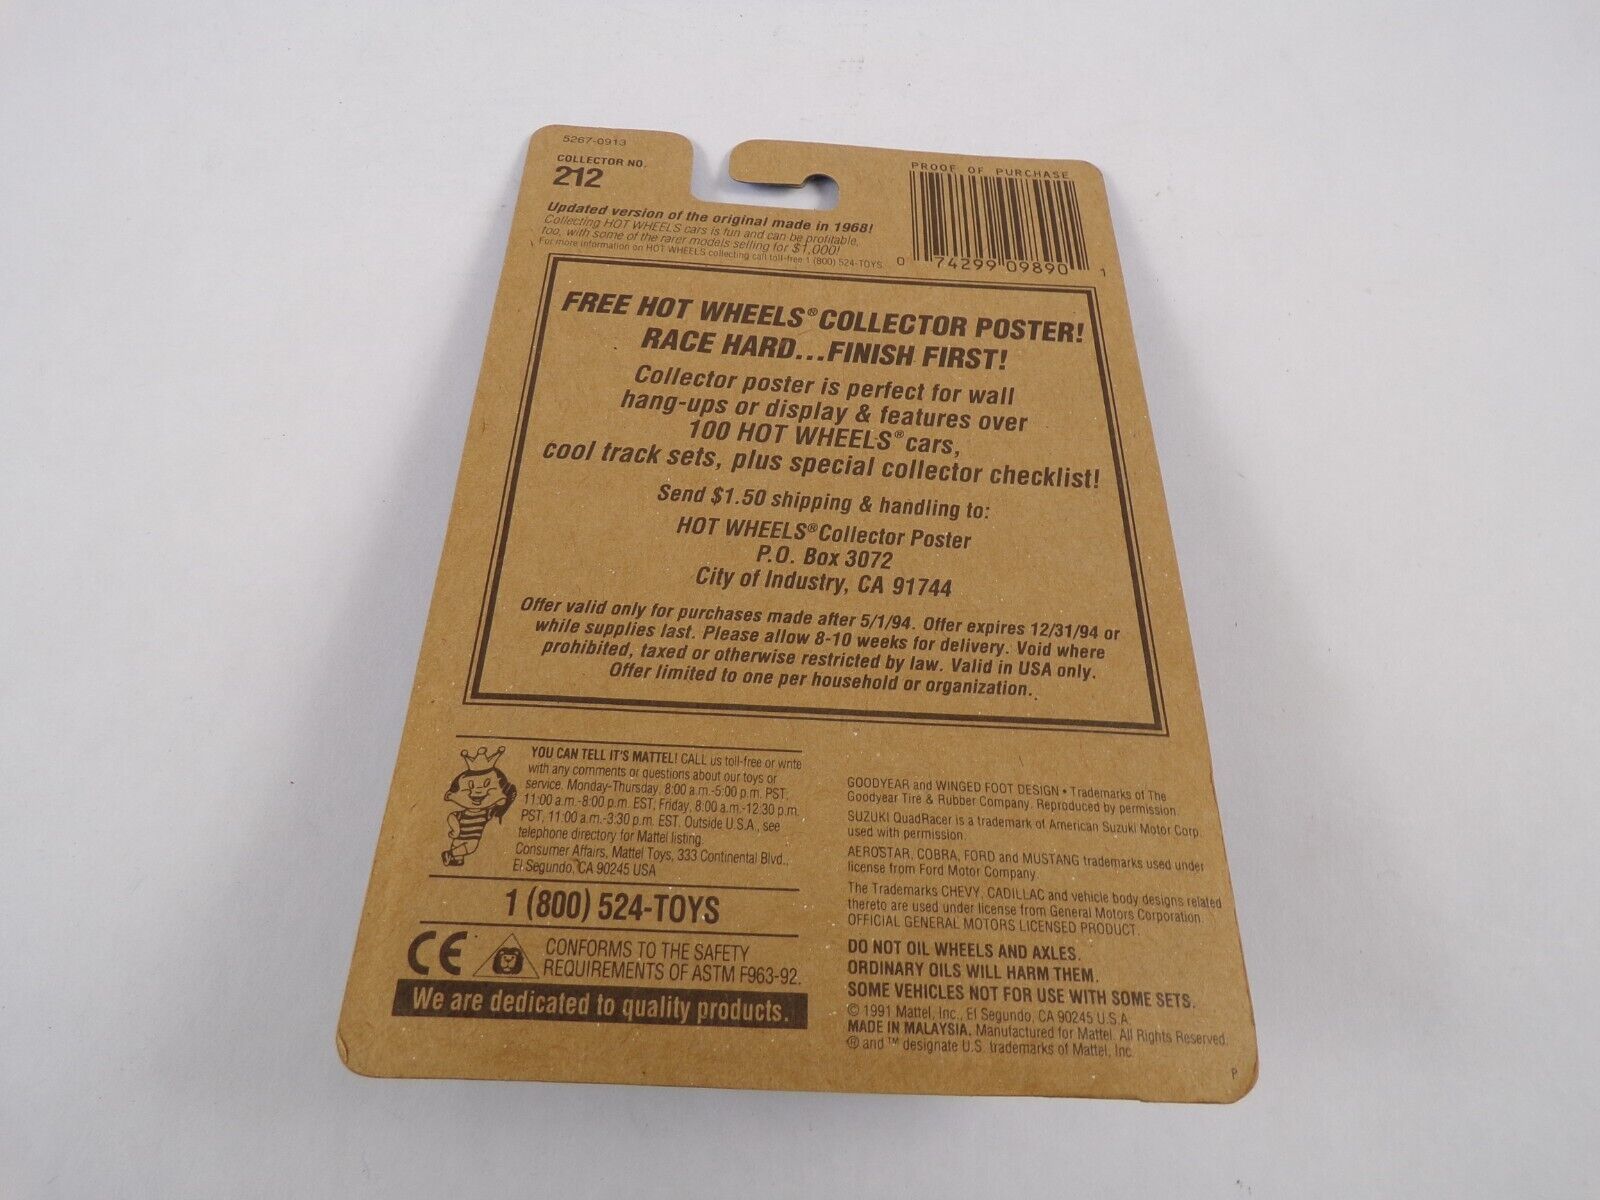 5267-0913
COLLECTOR NO.
212
Updated version of the original made in 1968!
Collecting HOT WHEELS cars is fun and can be profitable,
too, with some of the rarer models selling for $1,000!
For more information on HOT WHEELS collecting call toll-free 1 (800) 524-TOYS.
PROOF OF PURCHASE
0 74299 09890 1
FREE HOT WHEELS® COLLECTOR POSTER!
RACE HARD...FINISH FIRST!
Collector poster is perfect for wall
hang-ups or display & features over
100 HOT WHEELS® cars,
cool track sets, plus special collector checklist!
Send $1.50 shipping & handling to:
HOT WHEELS® Collector Poster
P.O. Box 3072
City of Industry, CA 91744
Offer valid only for purchases made after 5/1/94. Offer expires 12/31/94 or
while supplies last. Please allow 8-10 weeks for delivery. Void where
prohibited, taxed or otherwise restricted by law. Valid in USA only.
Offer limited to one per household or organization.
YOU CAN TELL IT'S MATTEL! CALL us toll-free or write
with any comments or questions about our toys or
service. Monday-Thursday, 8:00 a.m.-5:00 p.m. PST,
11:00 a.m.-8:00 p.m. EST, Friday, 8:00 a.m.-12:30 p.m.
PST, 11:00 a.m.-3:30 p.m. EST. Outside U.S.A., see
telephone directory for Mattel listing.
Consumer Affairs, Mattel Toys, 333 Continental Blvd.,
El Segundo, CA 90245 USA
1 (800) 524-TOYS
CE
CONFORMS TO THE SAFETY
REQUIREMENTS OF ASTM F963-92.
We are dedicated to quality products.
GOODYEAR and WINGED FOOT DESIGN • Trademarks of The
Goodyear Tire & Rubber Company. Reproduced by permission.
SUZUKI QuadRacer is a trademark of American Suzuki Motor Corp.
used with permission.
AEROSTAR, COBRA, FORD and MUSTANG trademarks used under
license from Ford Motor Company.
The Trademarks CHEVY, CADILLAC and vehicle body designs related
thereto are used under license from General Motors Corporation.
OFFICIAL GENERAL MOTORS LICENSED PRODUCT.
DO NOT OIL WHEELS AND AXLES.
ORDINARY OILS WILL HARM THEM.
SOME VEHICLES NOT FOR USE WITH SOME SETS.
© 1991 Mattel, Inc., El Segundo, CA 90245 U.S.A.
MADE IN MALAYSIA. Manufactured for Mattel. All Rights Reserved.
® and ™ designate U.S. trademarks of Mattel, Inc.
P